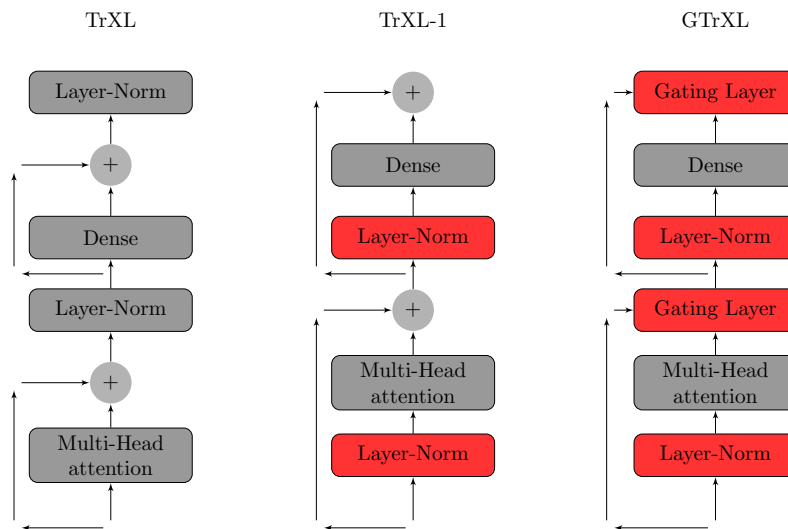 TrXL
Layer-Norm
+
Dense
Layer-Norm
+
Multi-Head
attention
TrXL-1
+
Dense
Layer-Norm
+
Multi-Head
attention
Layer-Norm
GTrXL
Gating Layer
Dense
Layer-Norm
Gating Layer
Multi-Head
attention
Layer-Norm